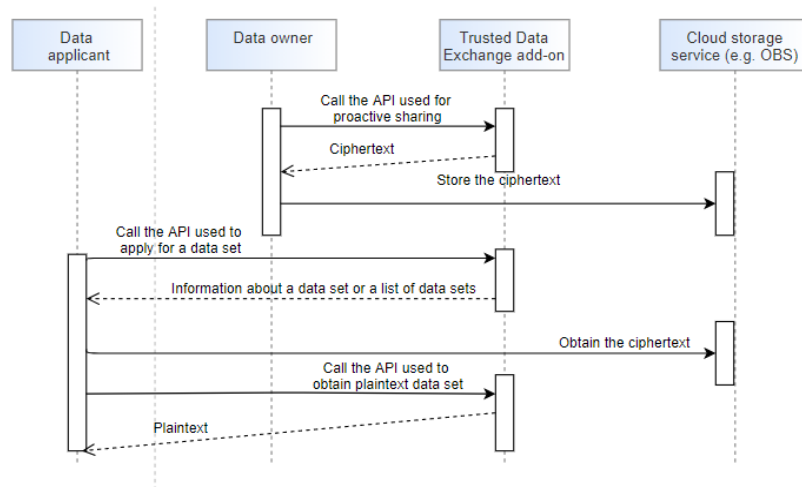 Data
applicant
Data owner
Trusted Data
Exchange add-on
Cloud storage
service (e.g. OBS)
Call the API used for
proactive sharing
Ciphertext
Store the ciphertext
Call the API used to
apply for a data set
Information about a data set or a list of data sets
Obtain the ciphertext
Call the API used to
obtain plaintext data set
Plaintext